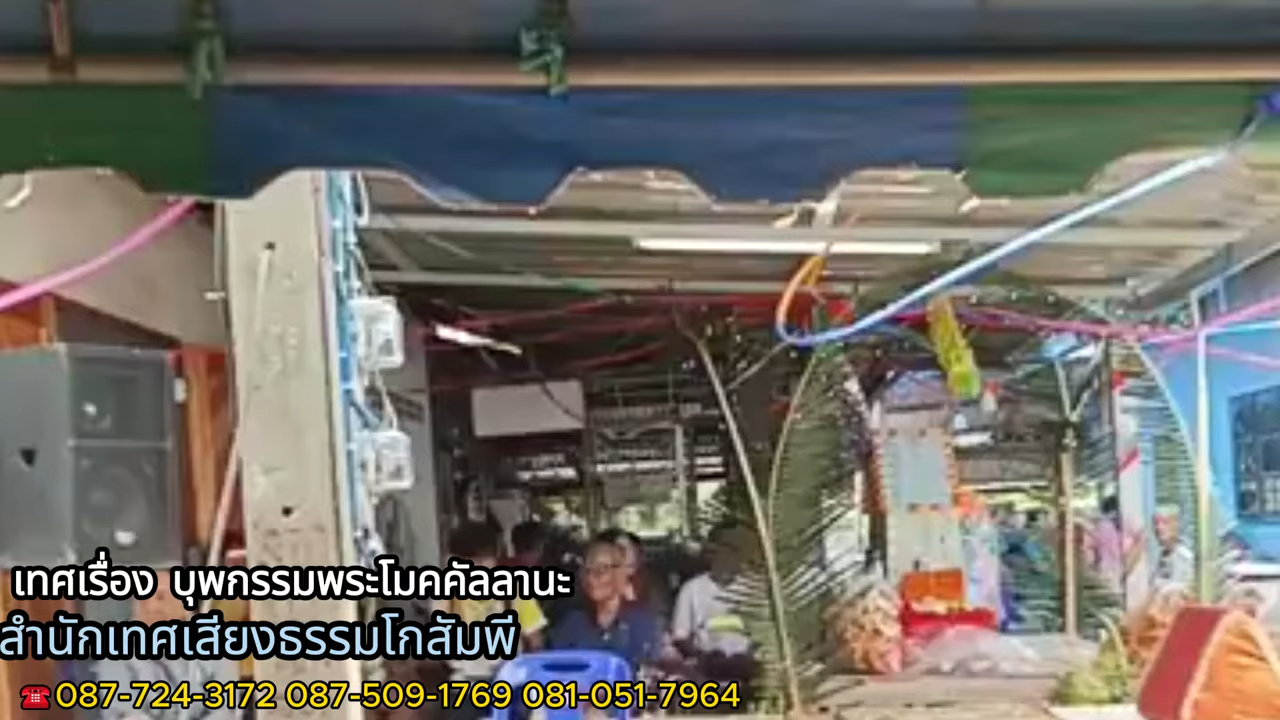 เทศเรื่อง บุพกรรมพระโมคคัลลานะ
สำนักเทศเสียงธรรมโกสัมพี
☎087-724-3172 087-509-1769 081-051-7964